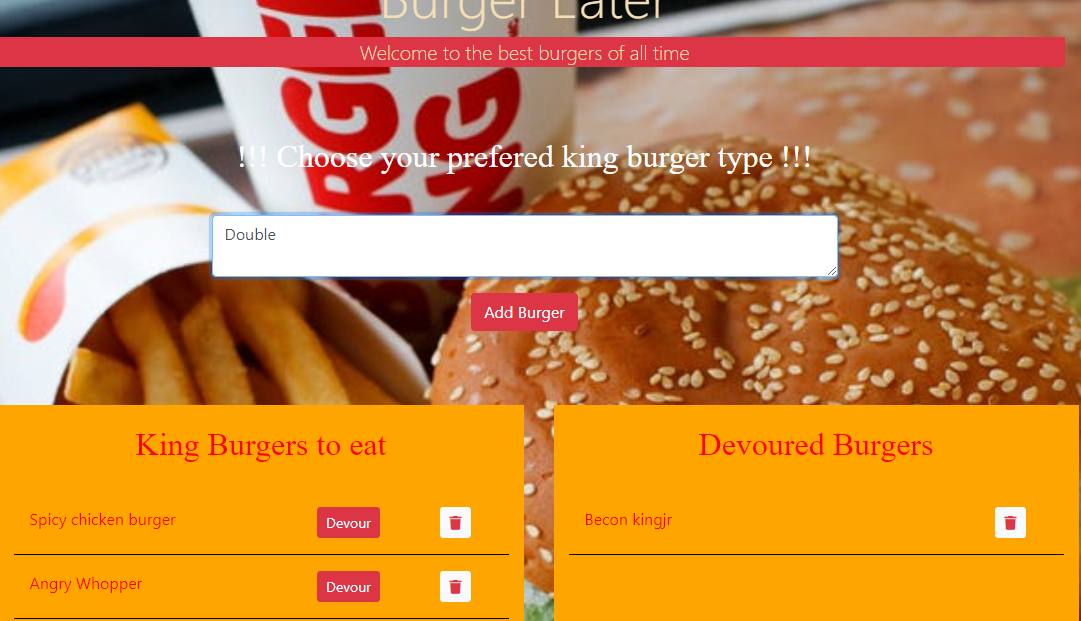 Burger Eater
Welcome to the best burgers of all time
!!! Choose your prefered king burger type !!!
Double
Add Burger
King Burgers to eat
Spicy chicken burger Devour
Angry Whopper Devour
Devoured Burgers
Becon kingjr